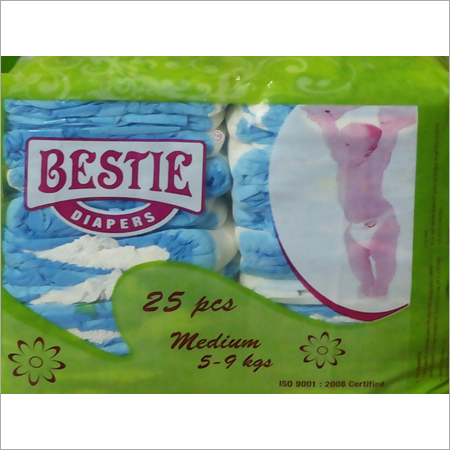 BESTIE
DIAPERS
25 pcs
Medium
5-9 kgs
ISO 9001 : 2008 Certified